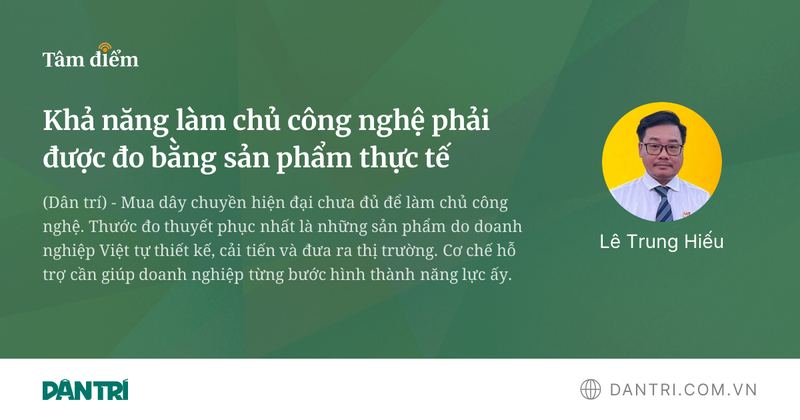 Tâm điểm
Khả năng làm chủ công nghệ phải
được đo bằng sản phẩm thực tế
(Dân trí) - Mua dây chuyền hiện đại chưa đủ để làm chủ công
nghệ. Thước đo thuyết phục nhất là những sản phẩm do doanh
nghiệp Việt tự thiết kế, cải tiến và đưa ra thị trường. Cơ chế hỗ
trợ cần giúp doanh nghiệp từng bước hình thành năng lực ấy.
Lê Trung Hiếu
DÂN TRÍ
DANTRI.COM.VN